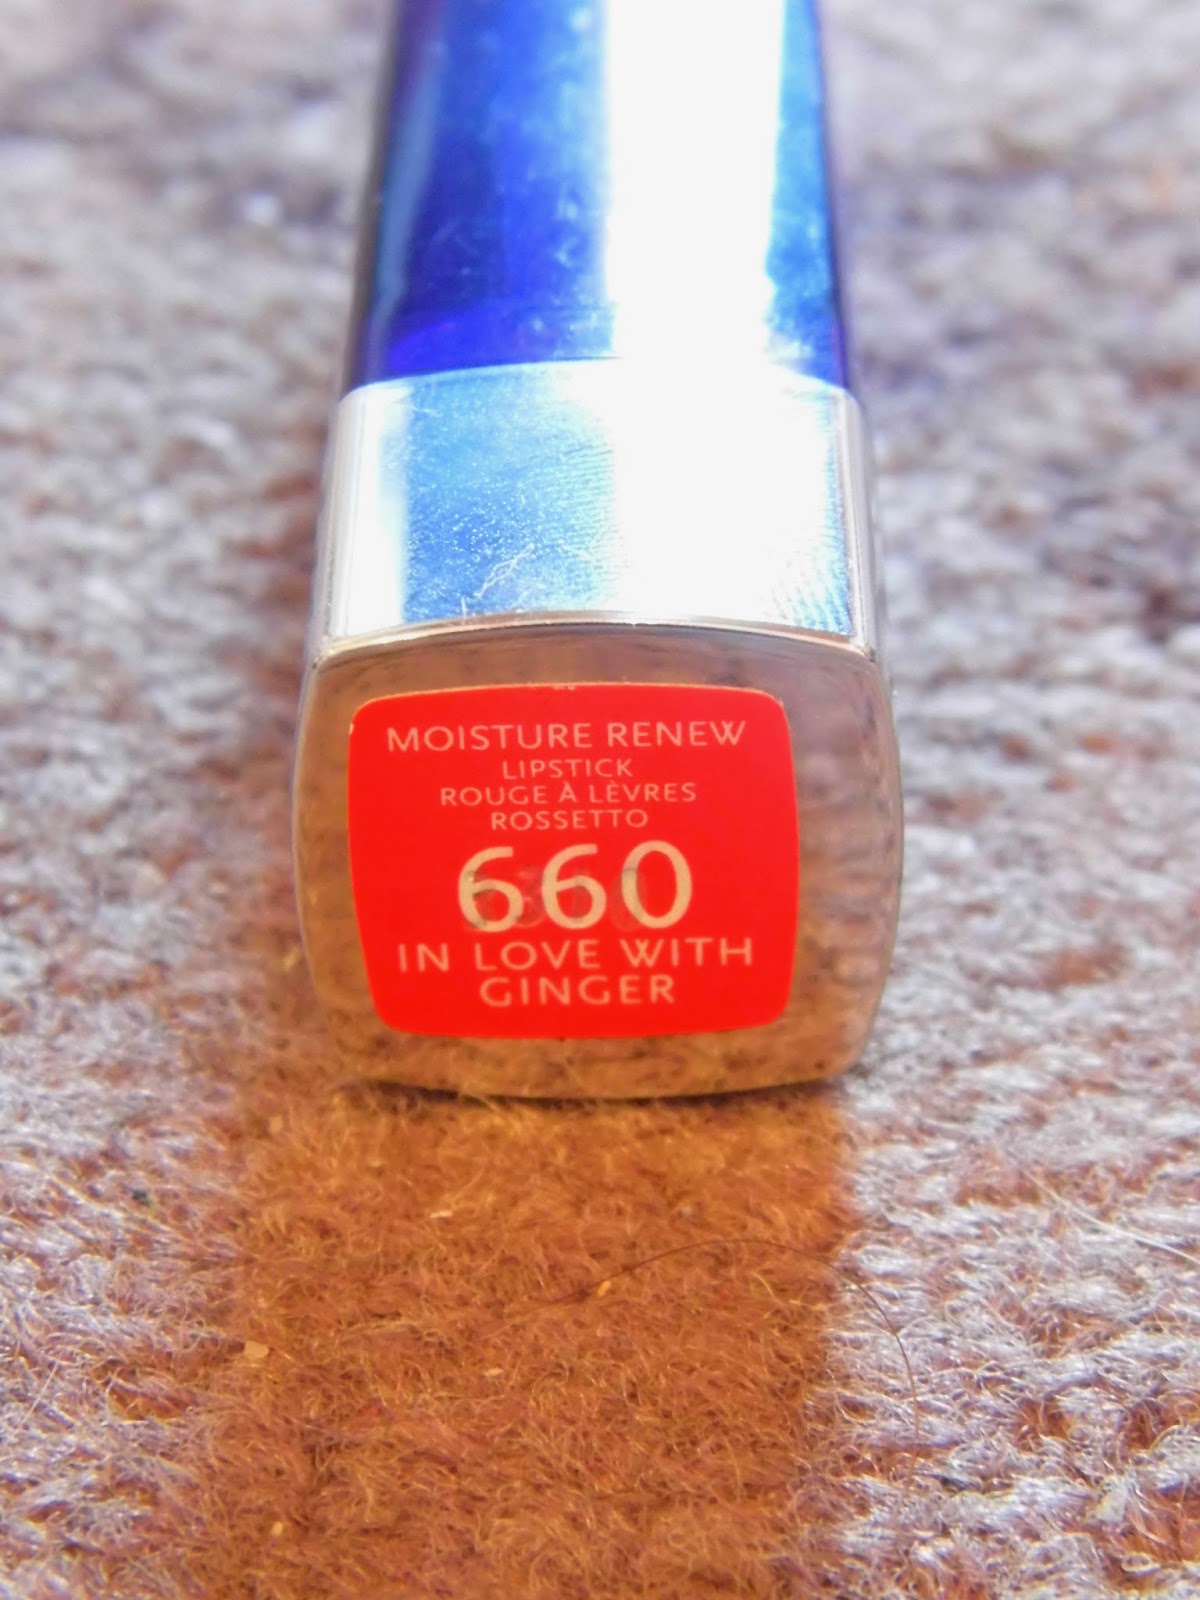 MOISTURE RENEW
LIPSTICK
ROUGE À LÈVRES
ROSSETTO
660
IN LOVE WITH
GINGER